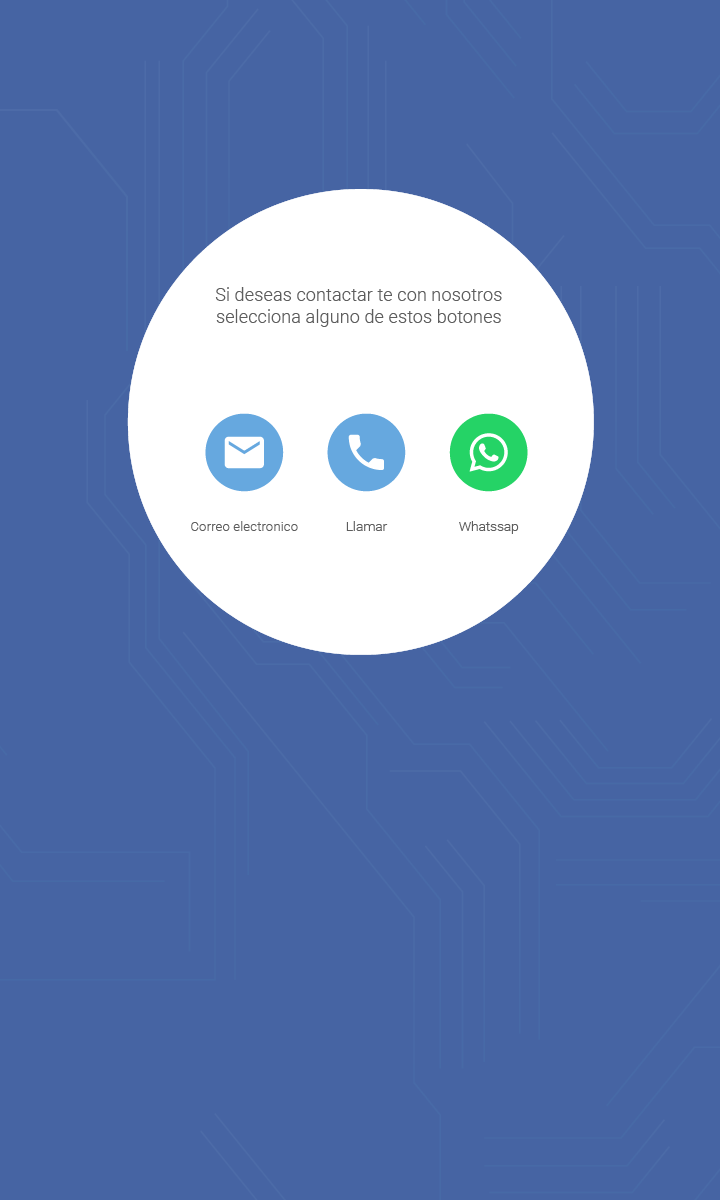 Si deseas contactar te con nosotros
selecciona alguno de estos botones
Correo electronico
Llamar
Whatssap